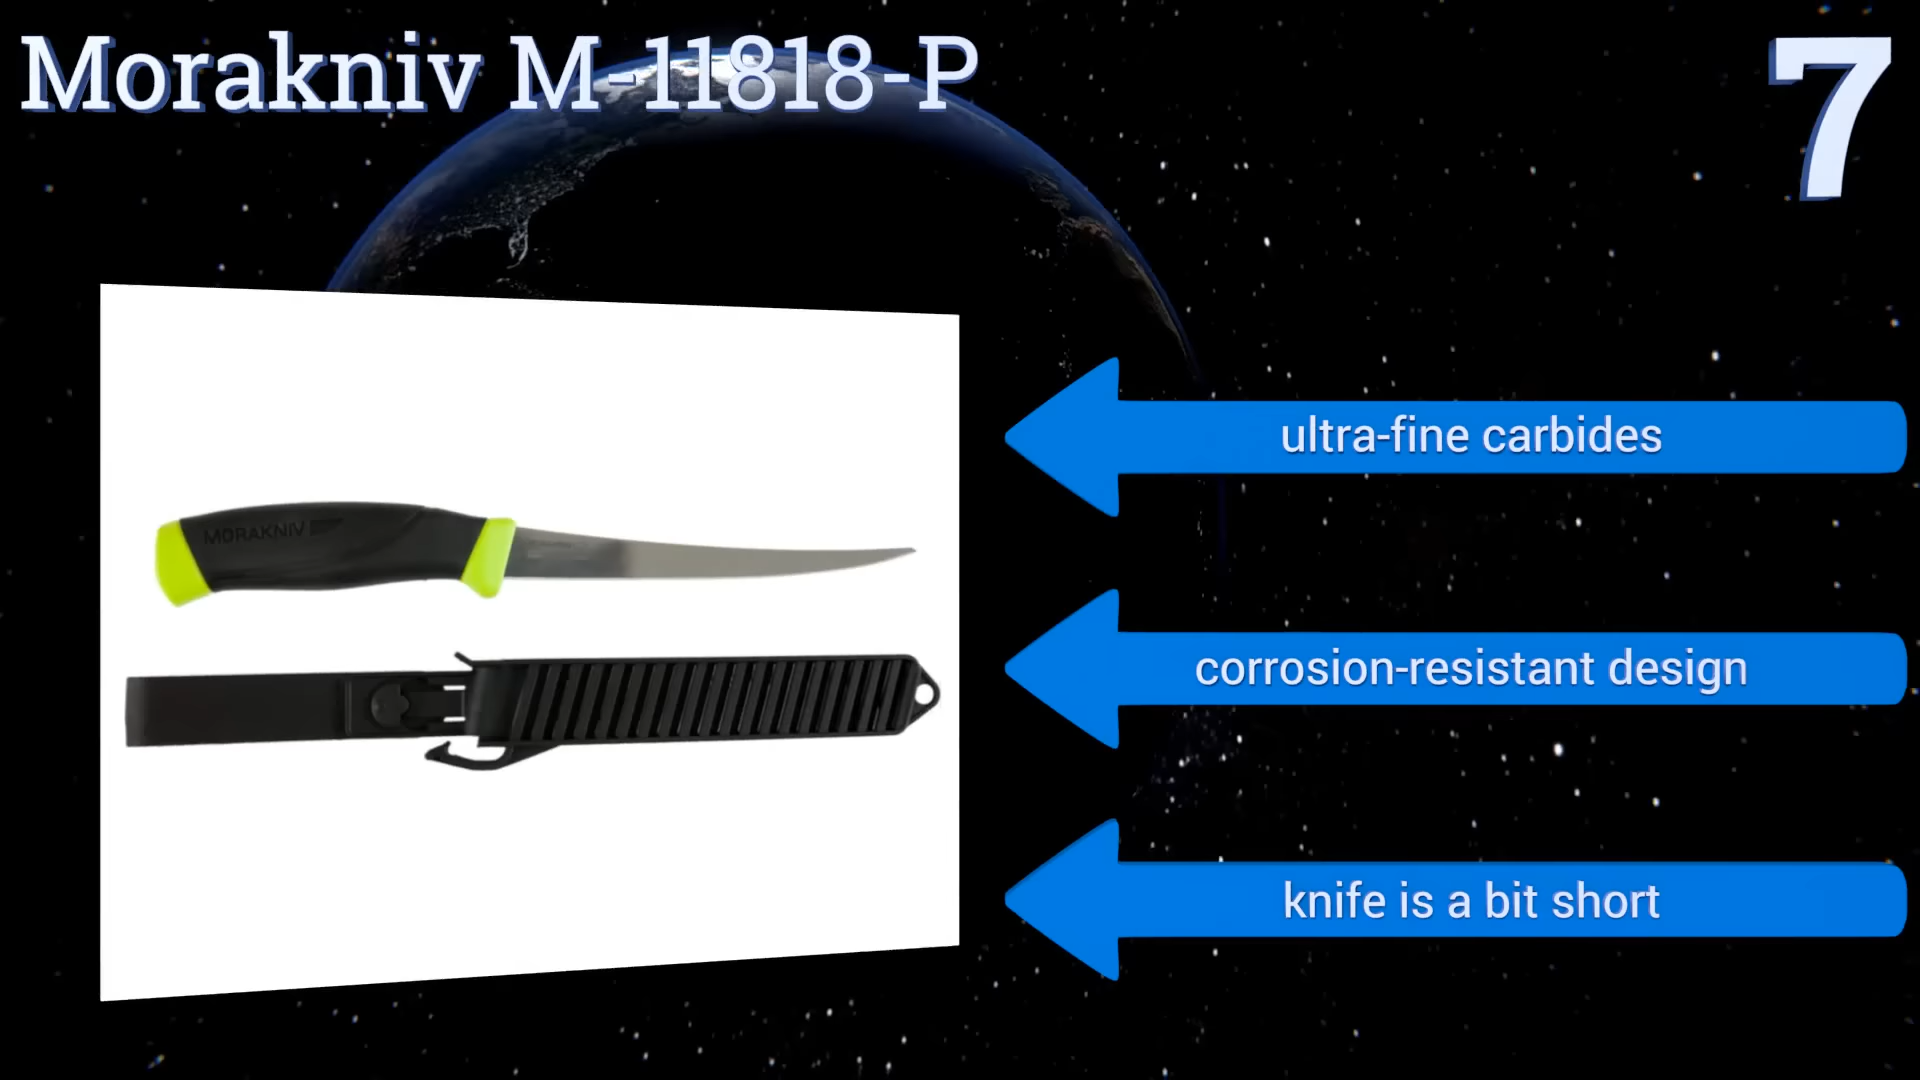 Morakniv M-11818-P
7
ultra-fine carbides
MORAKNIV
corrosion-resistant design
knife is a bit short